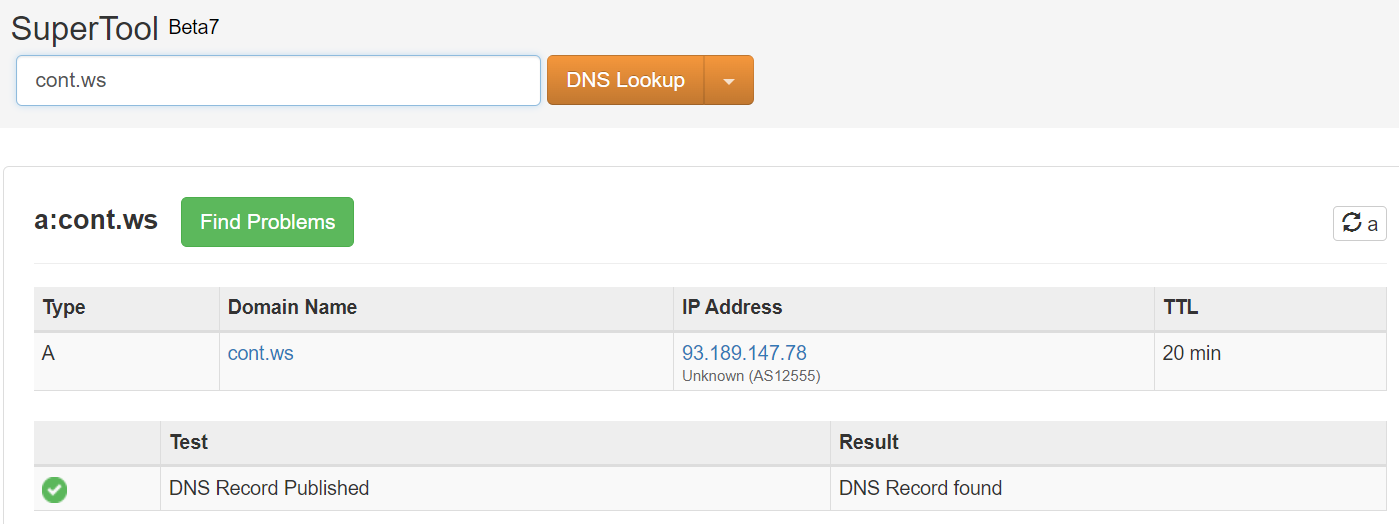 SuperTool Beta7
cont.ws DNS Lookup
a:cont.ws Find Problems a
Type Domain Name IP Address TTL
A cont.ws 93.189.147.78 20 min
Unknown (AS12555)
Test Result
DNS Record Published DNS Record found